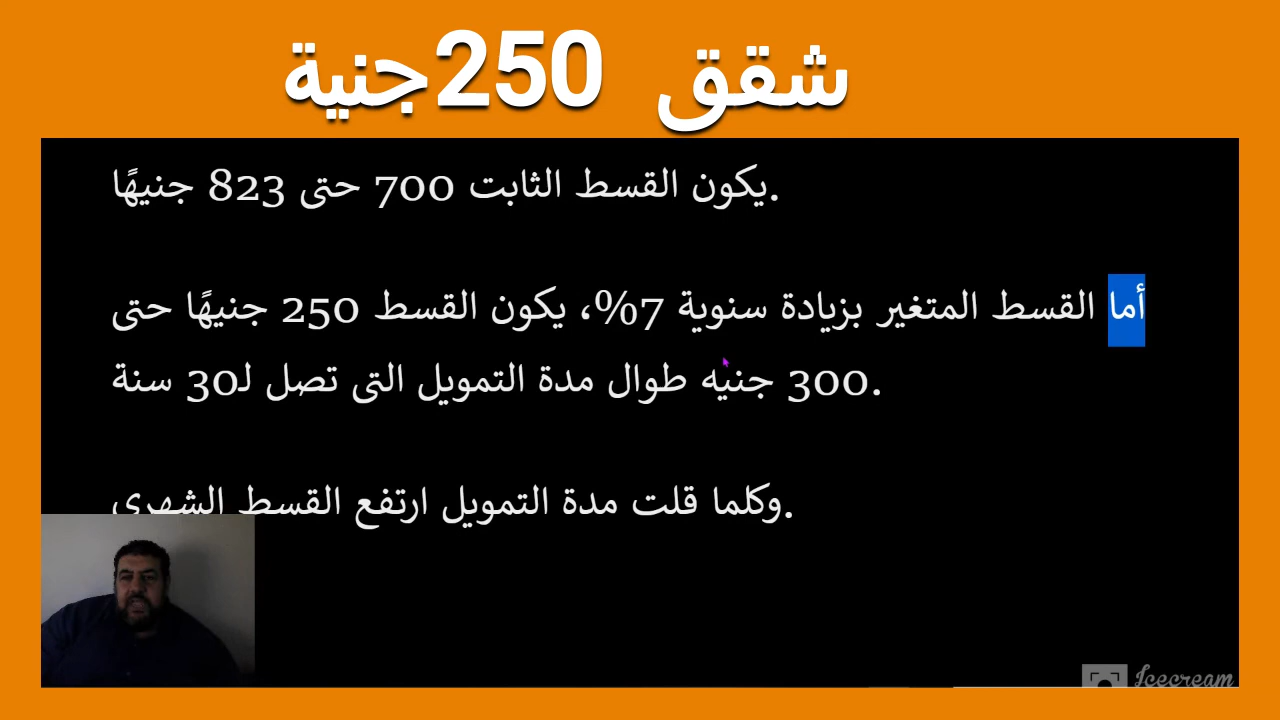 شقق 250جنية
يكون القسط الثابت 700 حتى 823 جنيهًا.
أما القسط المتغير بزيادة سنوية 7%، يكون القسط 250 جنيهًا حتى
300 جنيه طوال مدة التمويل التى تصل لـ30 سنة.
وكلما قلت مدة التمويل ارتفع القسط الشهرى.
Icecream